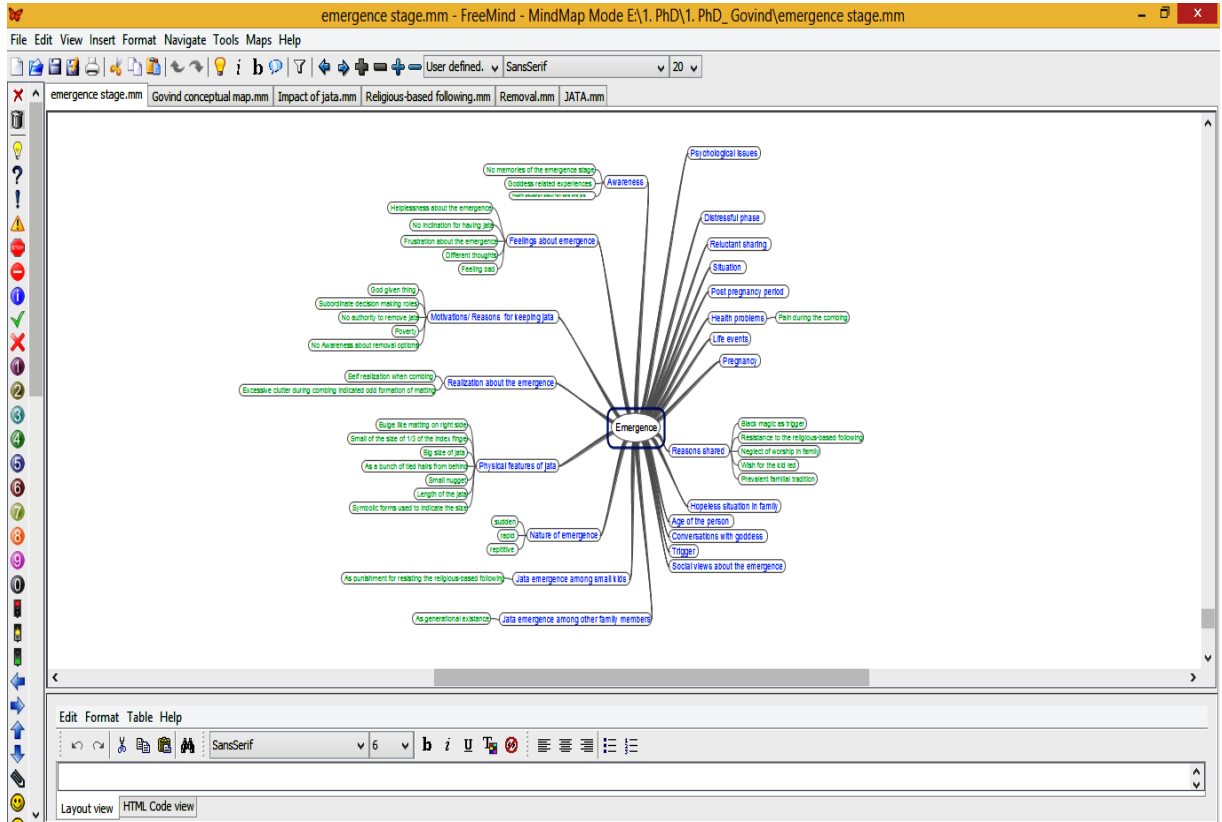 emergence stage.mm - FreeMind - MindMap Mode E:\1. PhD\1. PhD_ Govind\emergence stage.mm
File Edit View Insert Format Navigate Tools Maps Help
User defined. SansSerif 20
emergence stage.mm Govind conceptual map.mm Impact of jata.mm Religious-based following.mm Removal.mm JATA.mm
No memories of the emergence stage
Goddess related experiences
Health education about hair care and jata
Awareness
Helplessness about the emergence
No inclination for having jata
Frustration about the emergence
Different thoughts
Feeling bad
Feelings about emergence
God given thing
Subordinate decision making roles
No authority to remove jata
Poverty
No Awareness about removal options
Motivations/ Reasons for keeping jata
Self realization when combing
Excessive clutter during combing indicated odd formation of matting
Realization about the emergence
Bulge like matting on right side
Small of the size of 1/3 of the index finge
Big size of jata
As a bunch of tied hairs from behind
Small nugget
Length of the jata
Symbolic forms used to indicate the size
Physical features of jata
sudden
rapid
reptitive
Nature of emergence
As punishment for resisting the religious-based following
Jata emergence among small kids
As generational existance
Jata emergence among other family members
Emergence
Psychological issues
Distressful phase
Reluctant sharing
Situation
Post pregnancy period
Health problems
Pain during the combing
Life events
Pregnancy
Reasons shared
Black magic as trigger
Resistance to the religious-based following
Neglect of worship in family
Wish for the kid led
Prevalent familial tradition
Hopeless situation in family
Age of the person
Conversations with goddess
Trigger
Social views about the emergence
Edit Format Table Help
SansSerif 6
Layout view HTML Code view